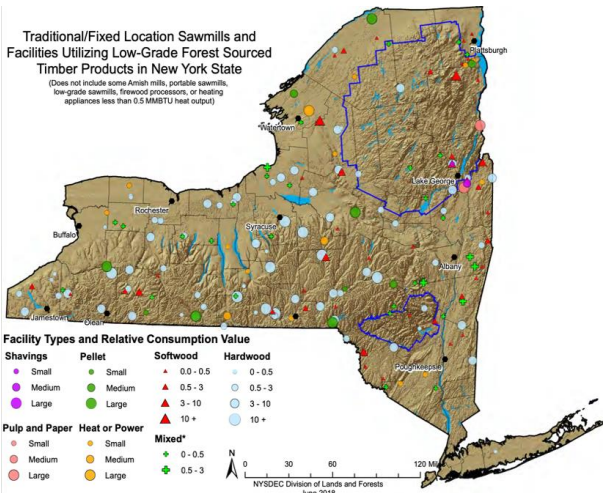 Traditional/Fixed Location Sawmills and
Facilities Utilizing Low-Grade Forest Sourced
Timber Products in New York State
(Does not include some Amish mills, portable sawmills,
low-grade sawmills, firewood processors, or heating
appliances less than 0.5 MMBTU heat output)
Plattsburgh
Watertown
Lake George
Rochester
Syracuse
Buffalo
Albany
Jamestown
Olean
Poughkeepsie
Facility Types and Relative Consumption Value
Shavings Pellet Softwood Hardwood
Small Small 0.0 - 0.5 0 - 0.5
Medium Medium 0.5 - 3 0.5 - 3
Large Large 3 - 10 3 - 10
10 + 10 +
Pulp and Paper Heat or Power Mixed*
Small Small 0 - 0.5
Medium Medium 0.5 - 3
Large Large
N
0 30 60 120
NYSDEC Division of Lands and Forests
June 2018